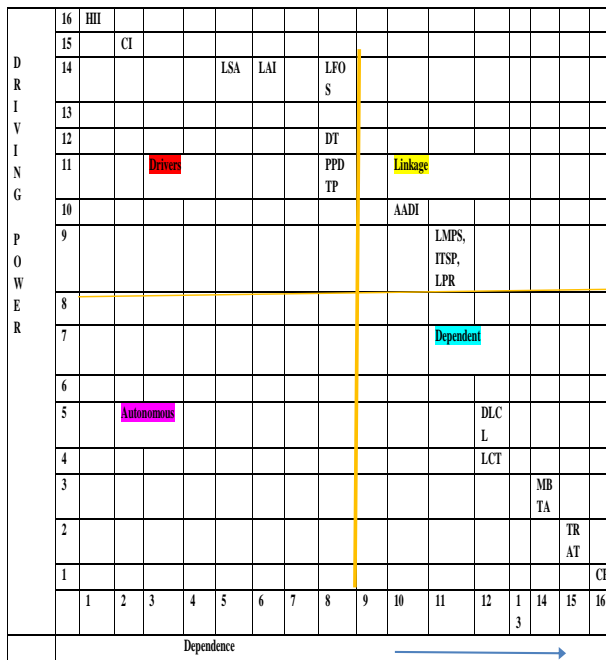 D
R
I
V
I
N
G
P
O
W
E
R
16 HII
15 CI
14 LSA LAI LFO
S
13
12 DT
11 Drivers PPD Linkage
TP
10 AADI
9 LMPS,
ITSP,
LPR
8
7 Dependent
6
5 Autonomous DLC
L
4 LCT
3 MB
TA
2 TR
AT
1
1 2 3 4 5 6 7 8 9 10 11 12 1 14 15 16
3
Dependence